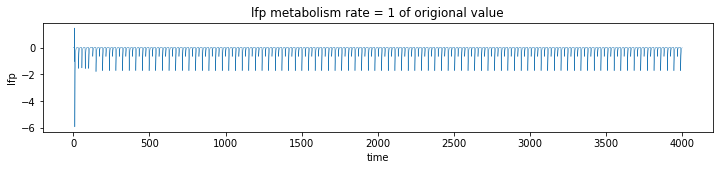 lfp metabolism rate = 1 of origional value
lfp
0
−2
−4
−6
0 500 1000 1500 2000 2500 3000 3500 4000
time